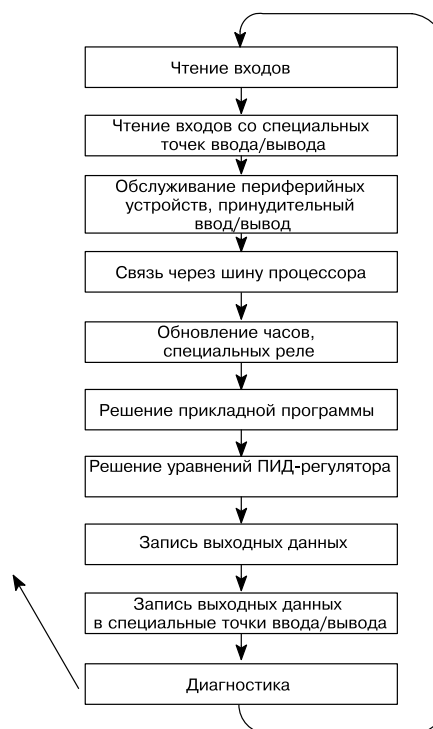 Чтение входов
Чтение входов со специальных
точек ввода/вывода
Обслуживание периферийных
устройств, принудительный
ввод/вывод
Связь через шину процессора
Обновление часов,
специальных реле
Решение прикладной программы
Решение уравнений ПИД-регулятора
Запись выходных данных
Запись выходных данных
в специальные точки ввода/вывода
Диагностика